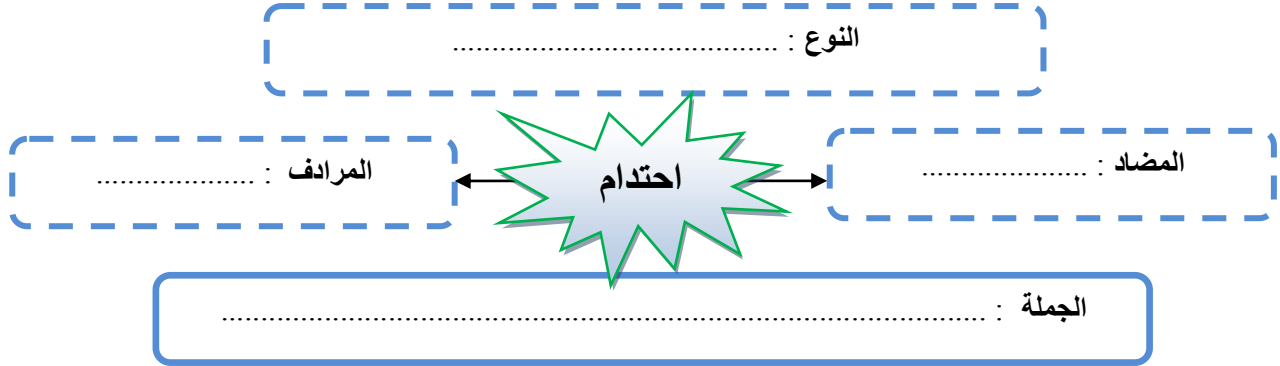 النوع : ......................................
المضاد : ...................
احتدام
المرادف : ..................
الجملة : ........................................................................................